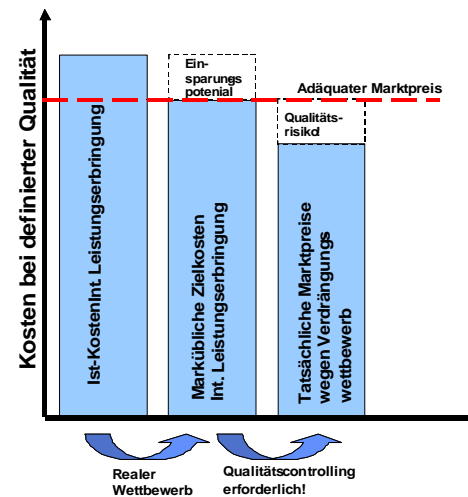 Kosten bei definierter Qualität
Ein-
sparungs
potenial
Adäquater Marktpreis
Qualitäts-
risiko!
Ist-KostenInt. Leistungserbringung
Markübliche Zielkosten
Int. Leistungserbringung
Tatsächliche Marktpreise
wegen Verdrängungs
wettbewerb
Realer
Wettbewerb
Qualitätscontrolling
erforderlich!